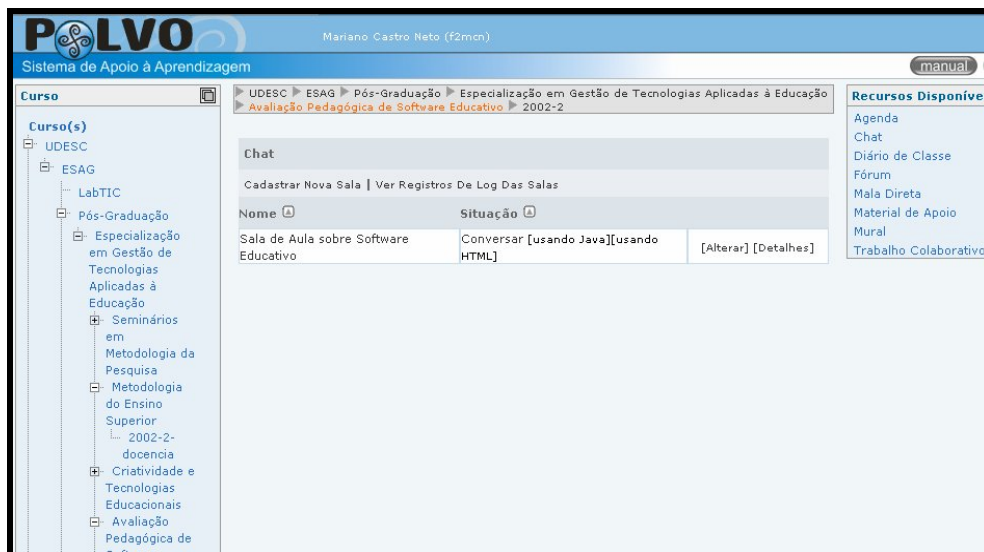 POLVO
Mariano Castro Neto (f2mcn)
Sistema de Apoio à Aprendizagem
manual
Curso
Curso(s)
UDESC
ESAG
LabTIC
Pós-Graduação
Especialização
em Gestão de
Tecnologias
Aplicadas à
Educação
Seminários
em
Metodologia da
Pesquisa
Metodologia
do Ensino
Superior
2002-2-
docencia
Criatividade e
Tecnologias
Educacionais
Avaliação
Pedagógica de
UDESC ESAG Pós-Graduação Especialização em Gestão de Tecnologias Aplicadas à Educação
Avaliação Pedagógica de Software Educativo 2002-2
Chat
Cadastrar Nova Sala | Ver Registros De Log Das Salas
Nome Situação
Sala de Aula sobre Software Conversar [usando Java][usando [Alterar] [Detalhes]
Educativo HTML]
Recursos Disponíve
Agenda
Chat
Diário de Classe
Fórum
Mala Direta
Material de Apoio
Mural
Trabalho Colaborativo